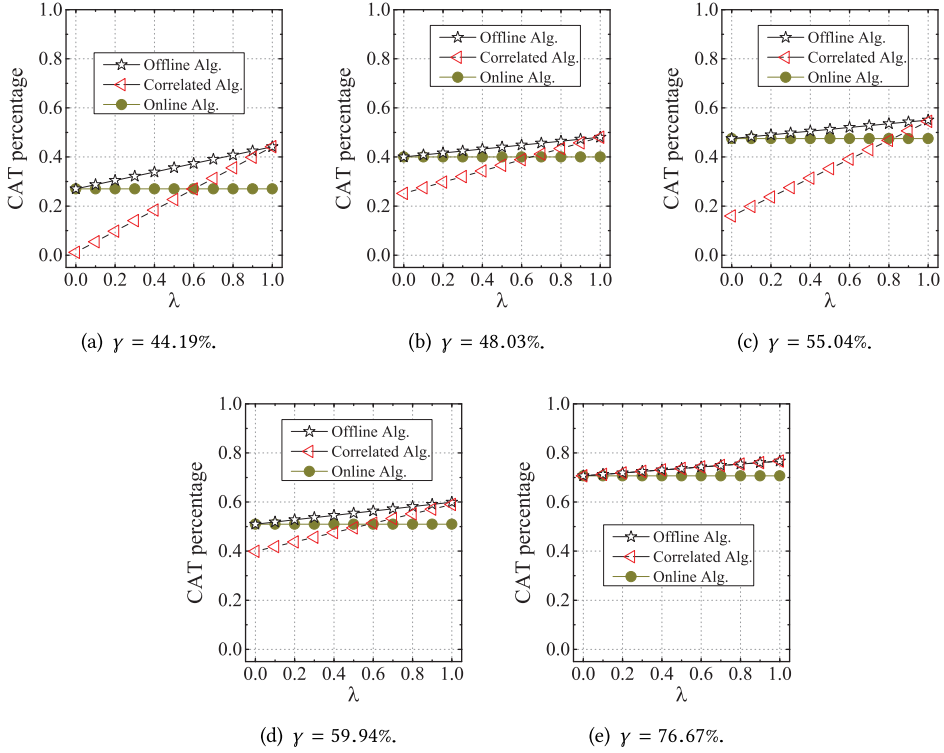 1.0
0.8
0.6
0.4
0.2
0.0
CAT percentage
Offline Alg.
Correlated Alg.
Online Alg.
0.0 0.2 0.4 0.6 0.8 1.0
λ
(a) γ = 44.19%.
1.0
0.8
0.6
0.4
0.2
0.0
CAT percentage
Offline Alg.
Correlated Alg.
Online Alg.
0.0 0.2 0.4 0.6 0.8 1.0
λ
(b) γ = 48.03%.
1.0
0.8
0.6
0.4
0.2
0.0
CAT percentage
Offline Alg.
Correlated Alg.
Online Alg.
0.0 0.2 0.4 0.6 0.8 1.0
λ
(c) γ = 55.04%.
1.0
0.8
0.6
0.4
0.2
0.0
CAT percentage
Offline Alg.
Correlated Alg.
Online Alg.
0.0 0.2 0.4 0.6 0.8 1.0
λ
(d) γ = 59.94%.
1.0
0.8
0.6
0.4
0.2
0.0
CAT percentage
Offline Alg.
Correlated Alg.
Online Alg.
0.0 0.2 0.4 0.6 0.8 1.0
λ
(e) γ = 76.67%.